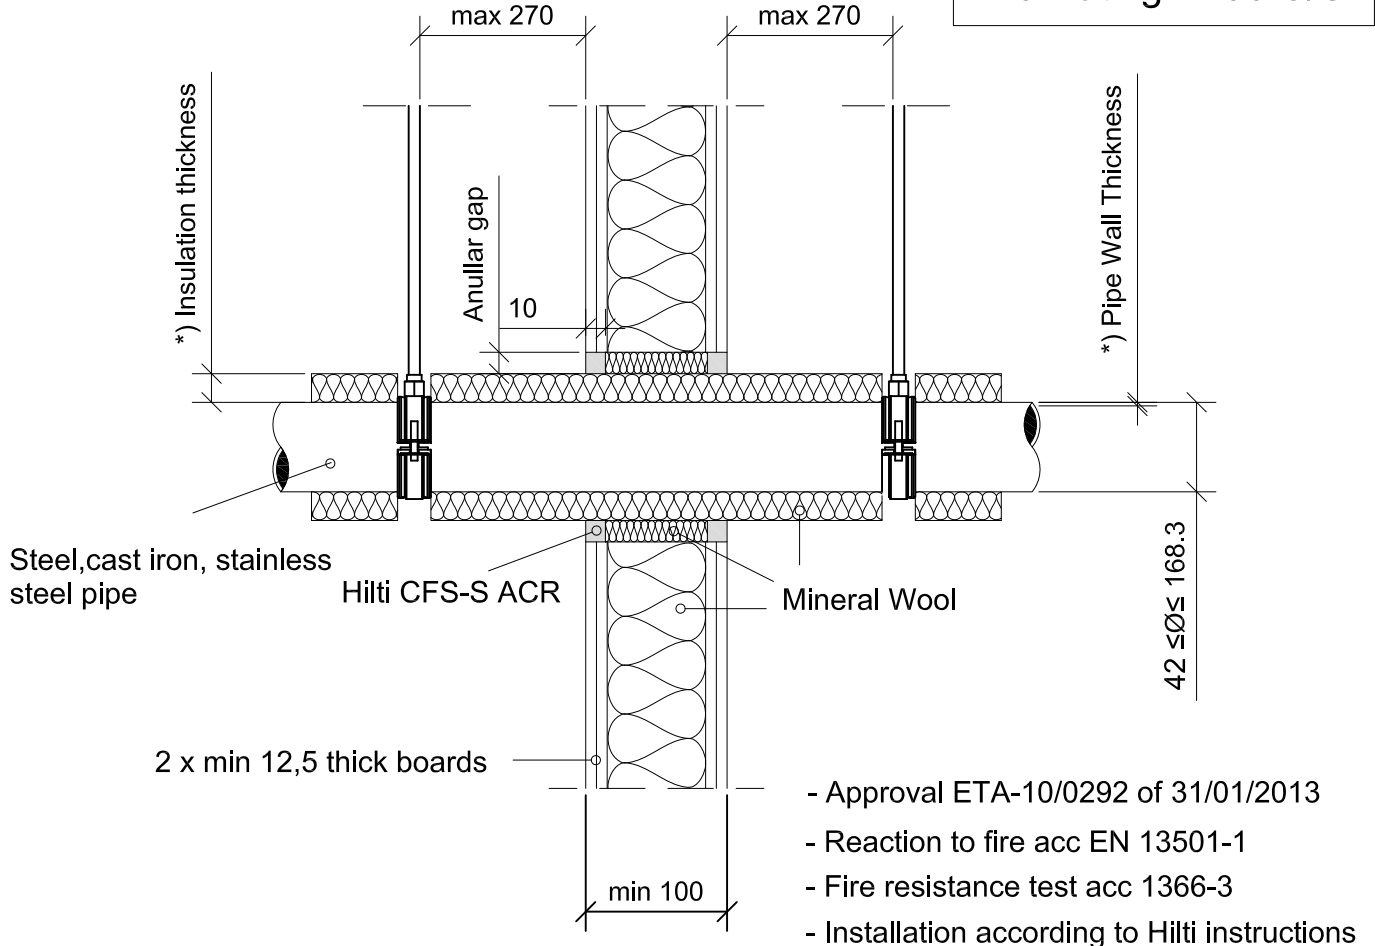 max 270
max 270
*) Insulation thickness
Anullar gap
10
*) Pipe Wall Thickness
Steel,cast iron, stainless
steel pipe
Hilti CFS-S ACR
Mineral Wool
42 ≤Ø≤ 168.3
2 x min 12,5 thick boards
min 100
- Approval ETA-10/0292 of 31/01/2013
- Reaction to fire acc EN 13501-1
- Fire resistance test acc 1366-3
- Installation according to Hilti instructions